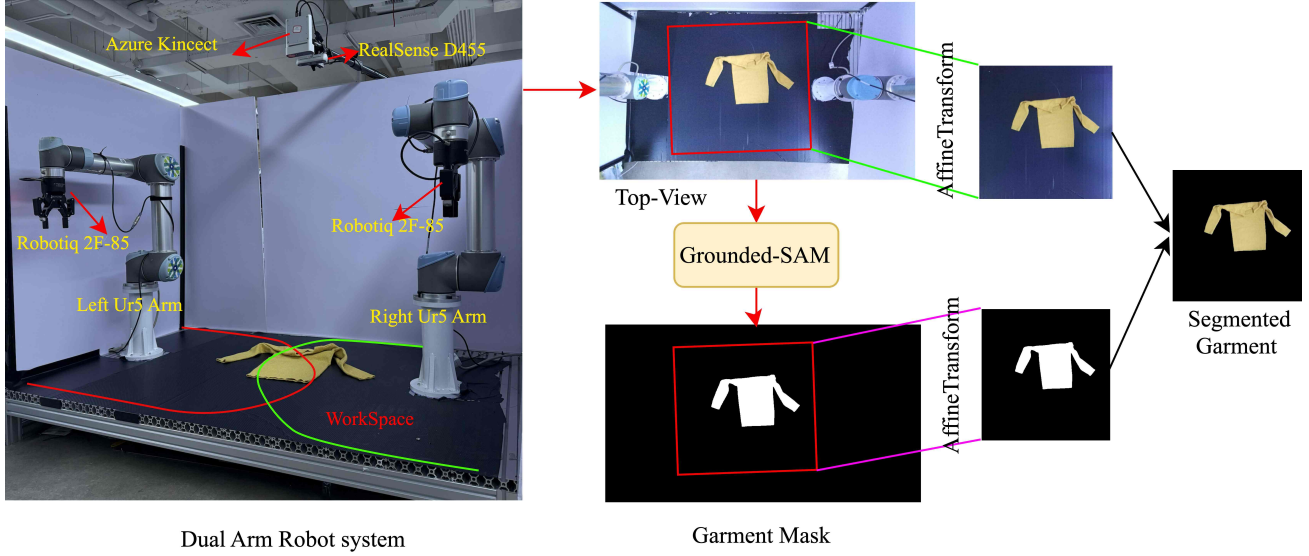 Azure Kincect
RealSense D455
Robotiq 2F-85
Robotiq 2F-85
Left Ur5 Arm
Right Ur5 Arm
WorkSpace
Dual Arm Robot system
Top-View
Grounded-SAM
Garment Mask
AffineTransform
AffineTransform
Segmented
Garment